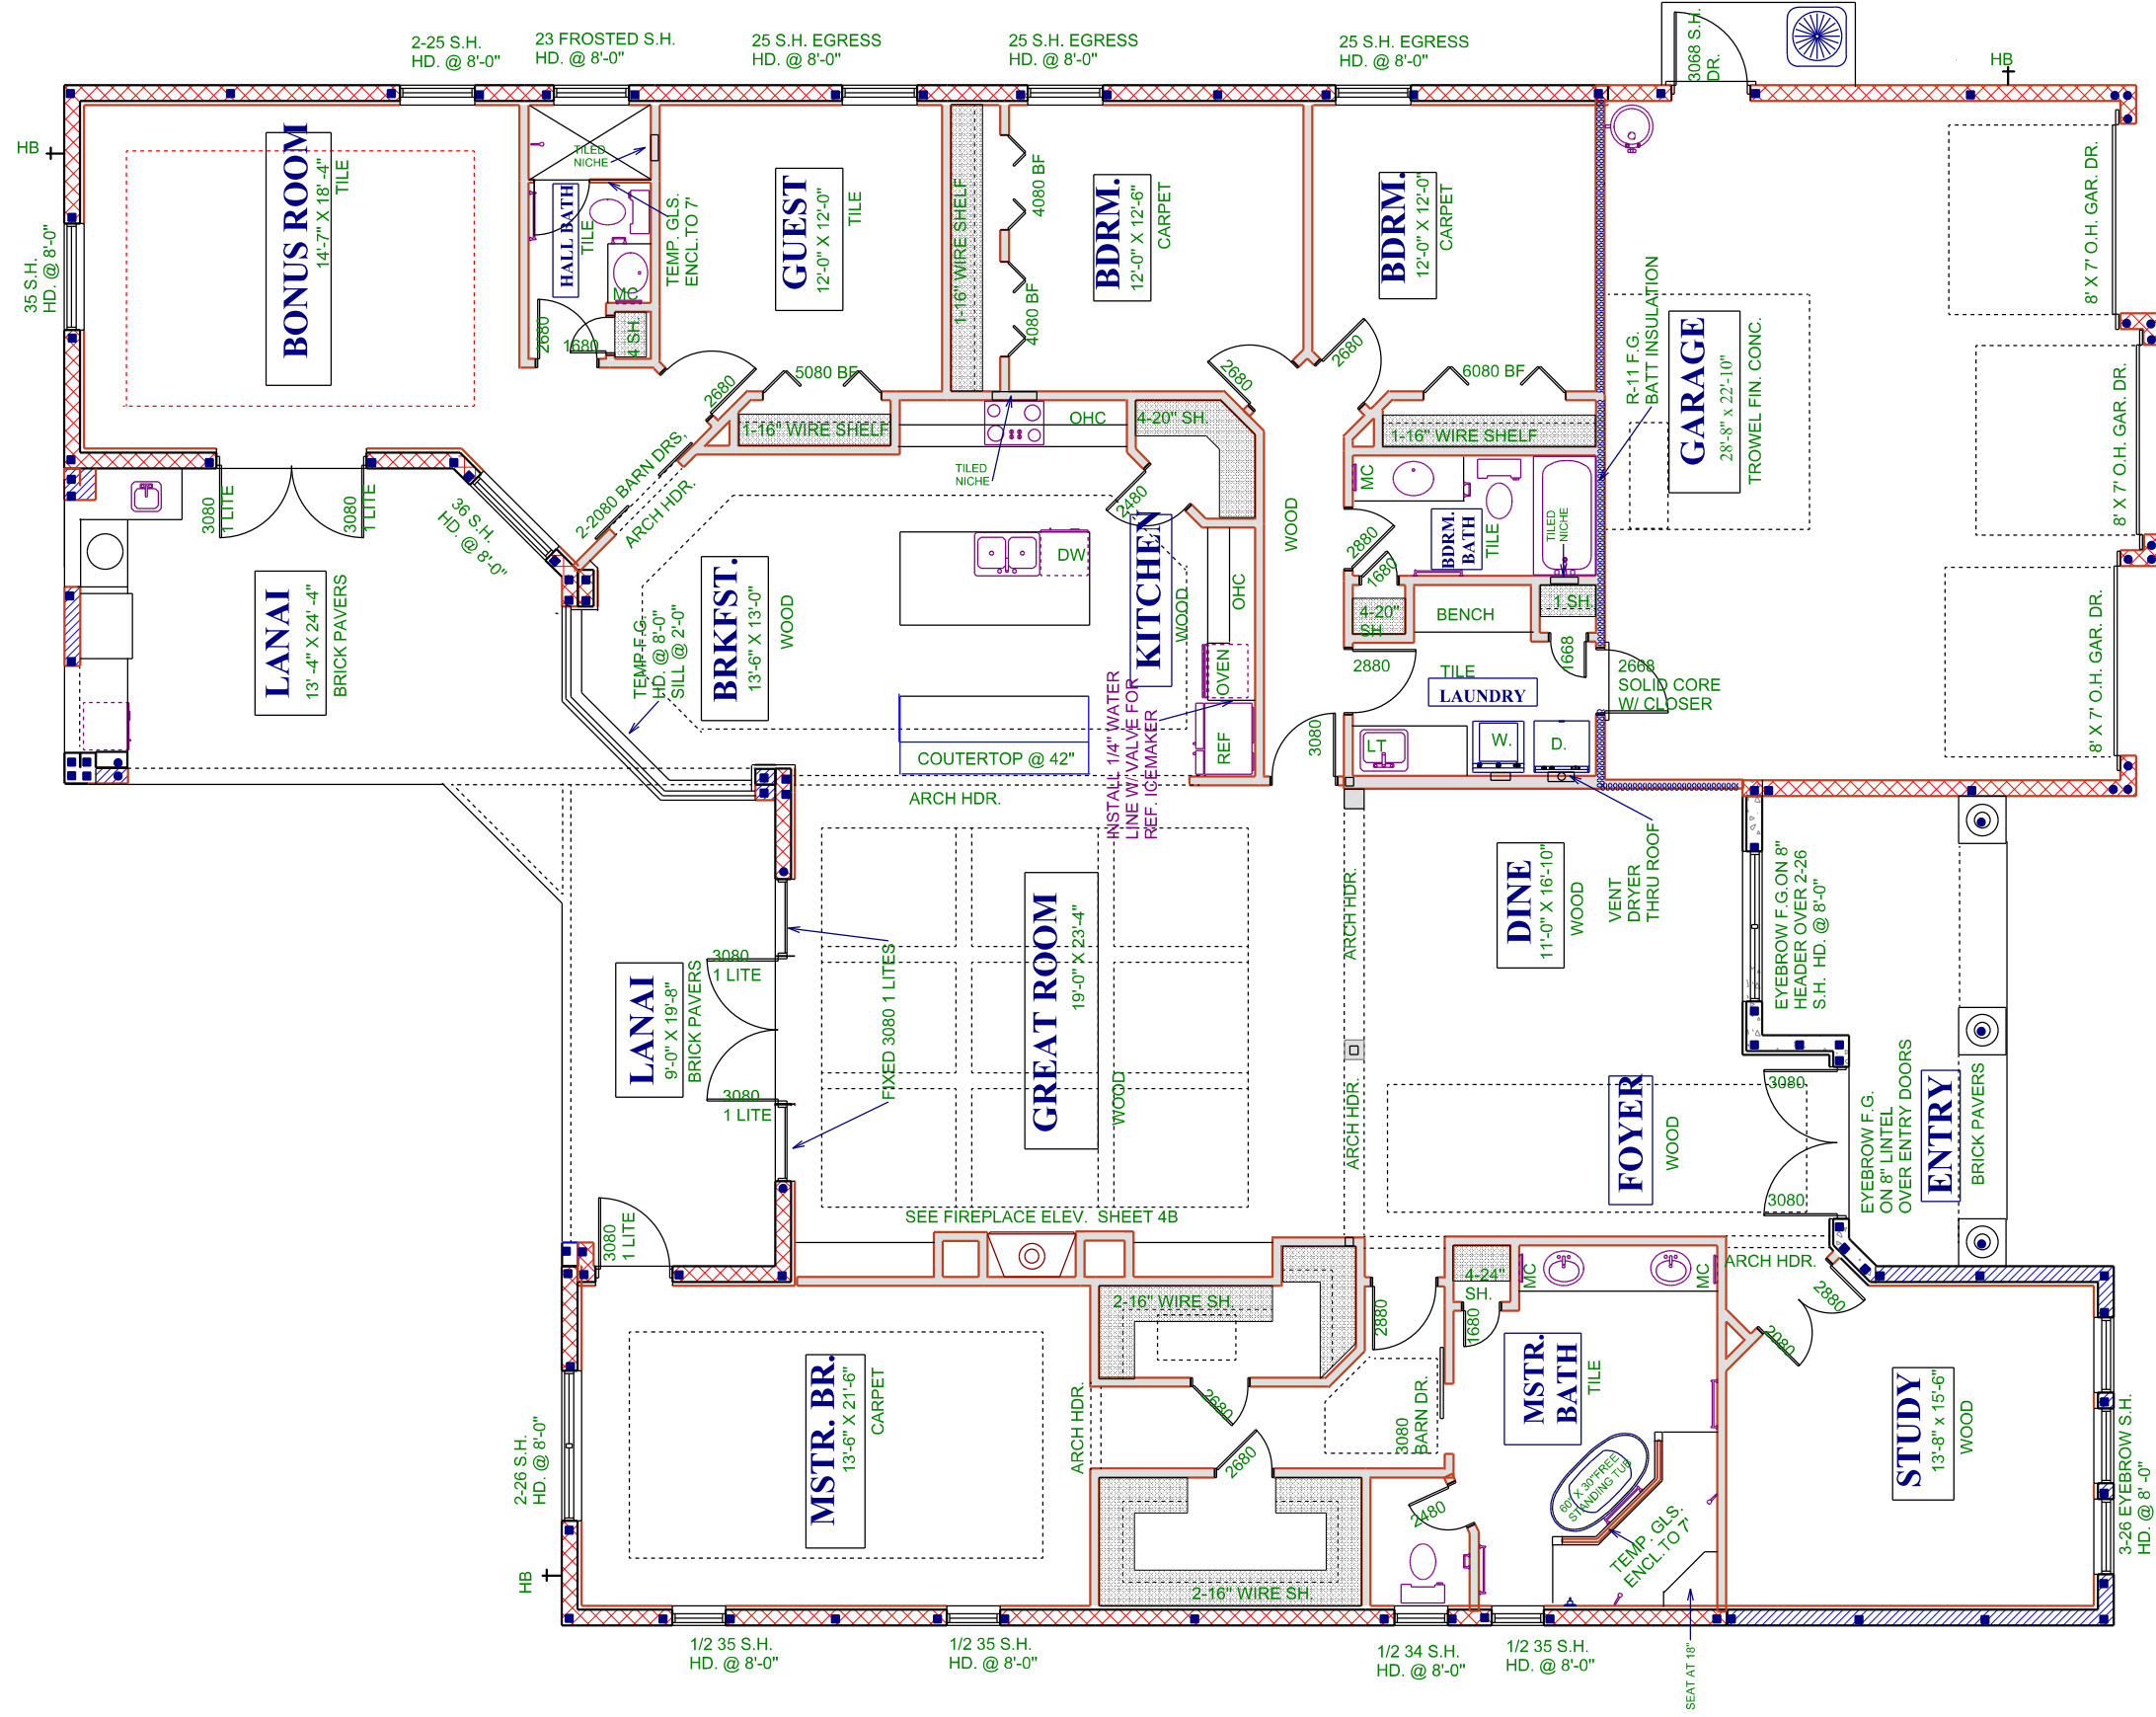 2-25 S.H.
HD. @ 8'-0"
23 FROSTED S.H.
HD. @ 8'-0"
25 S.H. EGRESS
HD. @ 8'-0"
25 S.H. EGRESS
HD. @ 8'-0"
25 S.H. EGRESS
HD. @ 8'-0"
3068 S.H.
DR.
HB
HB
35 S.H.
HD. @ 8'-0"
BONUS ROOM
14'-7" X 18' -4"
TILE
TILED
NICHE
HALL BATH
TILE
TEMP. GLS.
ENCL.TO 7'
MC
2680
1680
4 SH.
GUEST
12'-0" X 12'-0"
TILE
2680
5080 BF
1-16" WIRE SHELF
1-16" WIRE SHELF
4080 BF
4080 BF
BDRM.
12'-0" X 12'-6"
CARPET
2680
BDRM.
12'-0" X 12'-0"
CARPET
2680
6080 BF
1-16" WIRE SHELF
R-11 F.G.
BATT INSULATION
GARAGE
28'-8" x 22'-10"
TROWEL FIN. CONC.
8' X 7' O.H. GAR. DR.
8' X 7' O.H. GAR. DR.
8' X 7' O.H. GAR. DR.
3080
1 LITE
3080
1 LITE
36 S.H.
HD. @ 8'-0"
2-2080 BARN DRS,
ARCH HDR.
TILED
NICHE
OHC
4-20" SH.
2480
WOOD
MC
BDRM.
BATH
TILE
TILED
NICHE
2880
1680
4-20"
SH
BENCH
1 SH.
1668
2880
TILE
LAUNDRY
2668
SOLID CORE
W/ CLOSER
LT
W.
D.
LANAI
13' -4" X 24' -4"
BRICK PAVERS
TEMP F.G.
HD. @ 8'-0"
SILL @ 2'-0"
BRKFST.
13'-6" X 13'-0"
WOOD
DW
KITCHEN
WOOD
OHC
OVEN
REF
COUTERTOP @ 42"
INSTALL 1/4" WATER
LINE W/ VALVE FOR
REF. ICEMAKER
3080
ARCH HDR.
VENT
DRYER
THRU ROOF
DINE
11'-0" X 16'-10"
WOOD
ARCH HDR.
EYEBROW F.G.ON 8"
HEADER OVER 2-26
S.H. HD. @ 8'-0"
LANAI
9'-0" X 19'-8"
BRICK PAVERS
3080
1 LITE
3080
1 LITE
FIXED 3080 1 LITES
GREAT ROOM
19'-0" X 23'-4"
WOOD
ARCH HDR.
FOYER
WOOD
3080
3080
EYEBROW F.G.
ON 8" LINTEL
OVER ENTRY DOORS
ENTRY
BRICK PAVERS
3080
1 LITE
SEE FIREPLACE ELEV. SHEET 4B
ARCH HDR.
2-16" WIRE SH.
2880
4-24"
SH.
1680
MC
MC
2880
2080
MSTR. BR.
13'-6" X 21'-6"
CARPET
ARCH HDR.
2680
2680
3080
BARN DR.
MSTR.
BATH
TILE
60" X 30"FREE
STANDING TUB
TEMP. GLS.
ENCL.TO 7'
2480
2-16" WIRE SH.
STUDY
13'-8" x 15'-6"
WOOD
2-26 S.H.
HD. @ 8'-0"
3-26 EYEBROW S.H.
HD. @ 8' -0"
HB
1/2 35 S.H.
HD. @ 8'-0"
1/2 35 S.H.
HD. @ 8'-0"
1/2 34 S.H.
HD. @ 8'-0"
1/2 35 S.H.
HD. @ 8'-0"
SEAT AT 18"